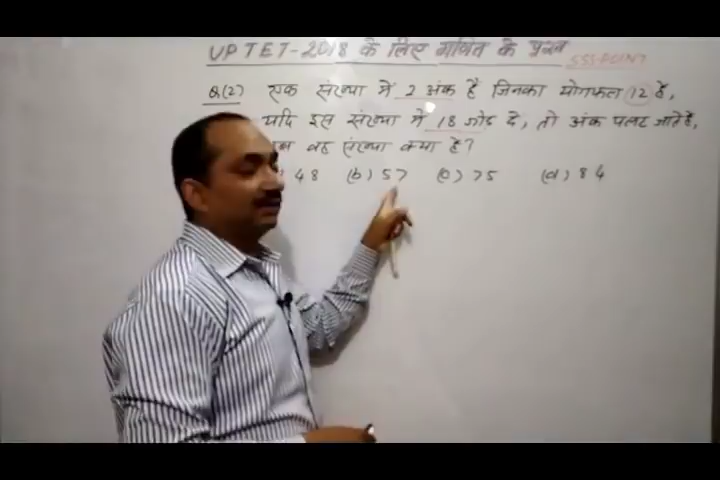 UPTET-2018 के लिए गणित के प्रश्न
SSS-POINT
Q(2) एक संख्या में 2 अंक हैं जिनका योगफल 12 है,
यदि इस संख्या में 18 जोड़ दे, तो अंक पलट जाते है,
वह संख्या क्या है?
48 (b) 57 (c) 75 (d) 84